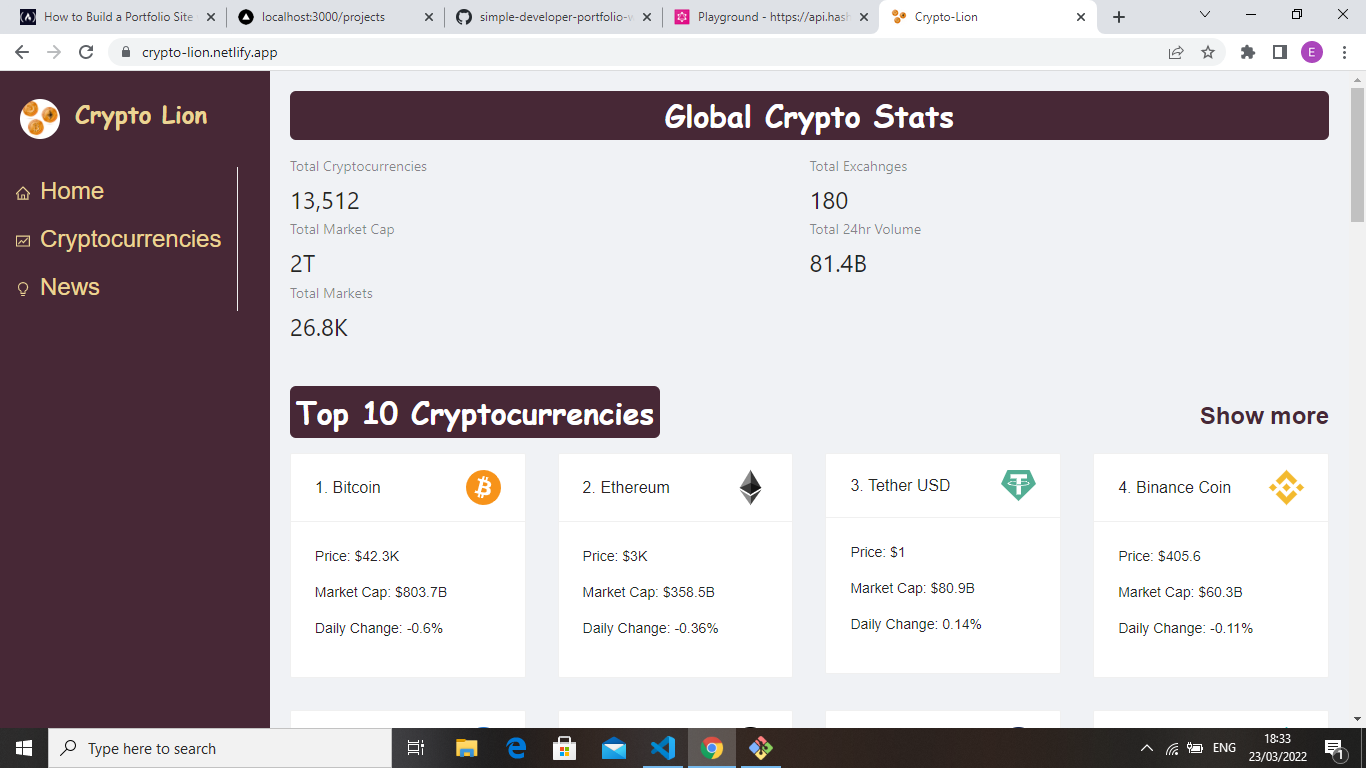 How to Build a Portfolio Site
localhost:3000/projects
simple-developer-portfolio-w
Playground - https://api.hash
Crypto-Lion
crypto-lion.netlify.app
E
Crypto Lion
Home
Cryptocurrencies
News
Global Crypto Stats
Total Cryptocurrencies
13,512
Total Excahnges
180
Total Market Cap
2T
Total 24hr Volume
81.4B
Total Markets
26.8K
Top 10 Cryptocurrencies
Show more
1. Bitcoin
Price: $42.3K
Market Cap: $803.7B
Daily Change: -0.6%
2. Ethereum
Price: $3K
Market Cap: $358.5B
Daily Change: -0.36%
3. Tether USD
Price: $1
Market Cap: $80.9B
Daily Change: 0.14%
4. Binance Coin
Price: $405.6
Market Cap: $60.3B
Daily Change: -0.11%
Type here to search
ENG
18:33
23/03/2022
1